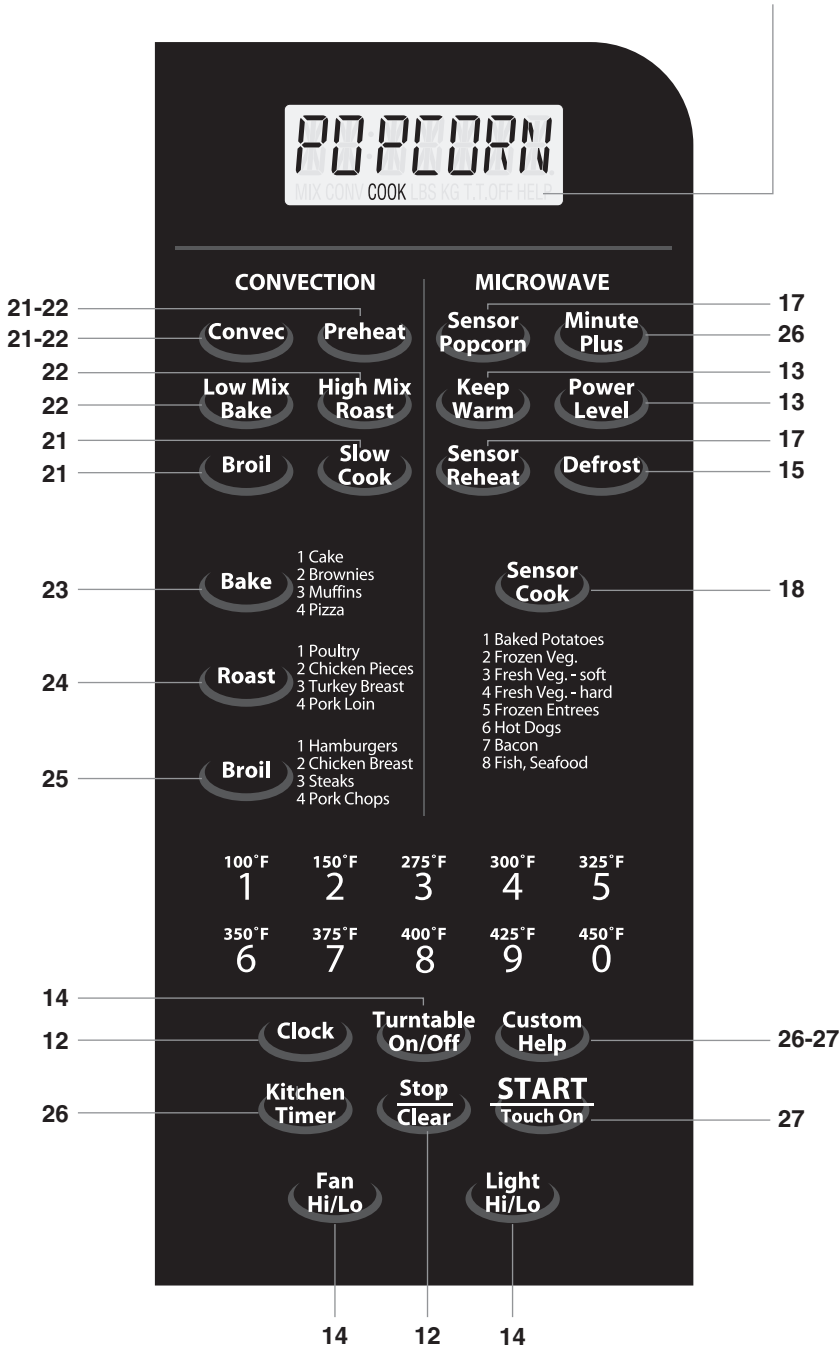 POPCORN
MIX CONV COOK LBS KG T.T.OFF HELP
CONVECTION
MICROWAVE
21-22
21-22
22
22
21
21
Convec
Preheat
Low Mix
Bake
High Mix
Roast
Broil
Slow
Cook
Sensor
Popcorn
Minute
Plus
Keep
Warm
Power
Level
Sensor
Reheat
Defrost
17
26
13
13
17
15
23
Bake
1 Cake
2 Brownies
3 Muffins
4 Pizza
24
Roast
1 Poultry
2 Chicken Pieces
3 Turkey Breast
4 Pork Loin
25
Broil
1 Hamburgers
2 Chicken Breast
3 Steaks
4 Pork Chops
Sensor
Cook
18
1 Baked Potatoes
2 Frozen Veg.
3 Fresh Veg. - soft
4 Fresh Veg. - hard
5 Frozen Entrees
6 Hot Dogs
7 Bacon
8 Fish, Seafood
100°F 150°F 275°F 300°F 325°F
1 2 3 4 5
350°F 375°F 400°F 425°F 450°F
6 7 8 9 0
14
12
Clock
Turntable
On/Off
Custom
Help
26-27
26
Kitchen
Timer
Stop
Clear
START
Touch On
27
Fan
Hi/Lo
Light
Hi/Lo
14 12 14